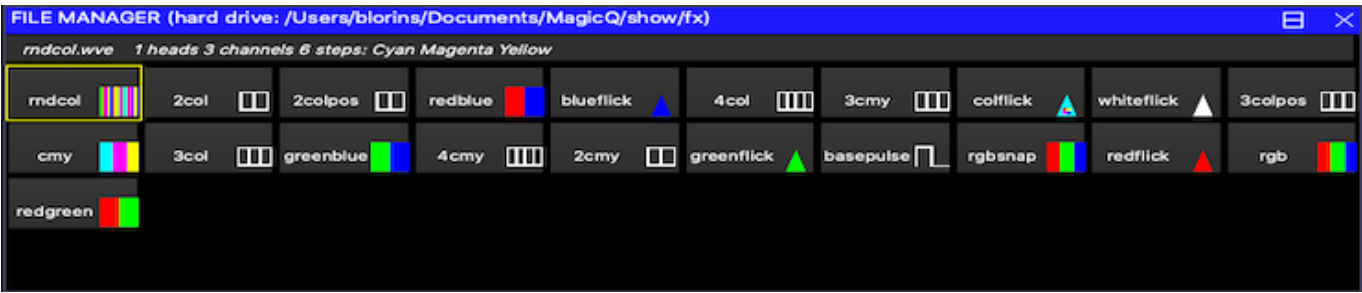 FILE MANAGER (hard drive: /Users/blorins/Documents/MagicQ/show/fx)
rndcol.wve 1 heads 3 channels 6 steps: Cyan Magenta Yellow
rndcol 2col 2colpos redblue blueflick 4col 3cmy colflick whiteflick 3colpos
cmy 3col greenblue 4cmy 2cmy greenflick basepulse rgbsnap redflick rgb
redgreen